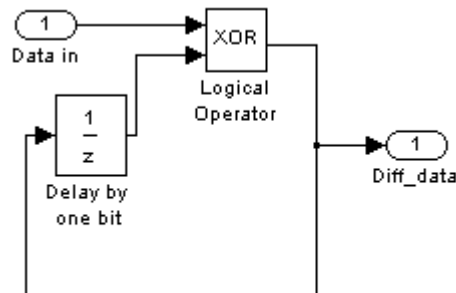 1
Data in
XOR
Logical
Operator
1
z
Delay by
one bit
1
Diff_data